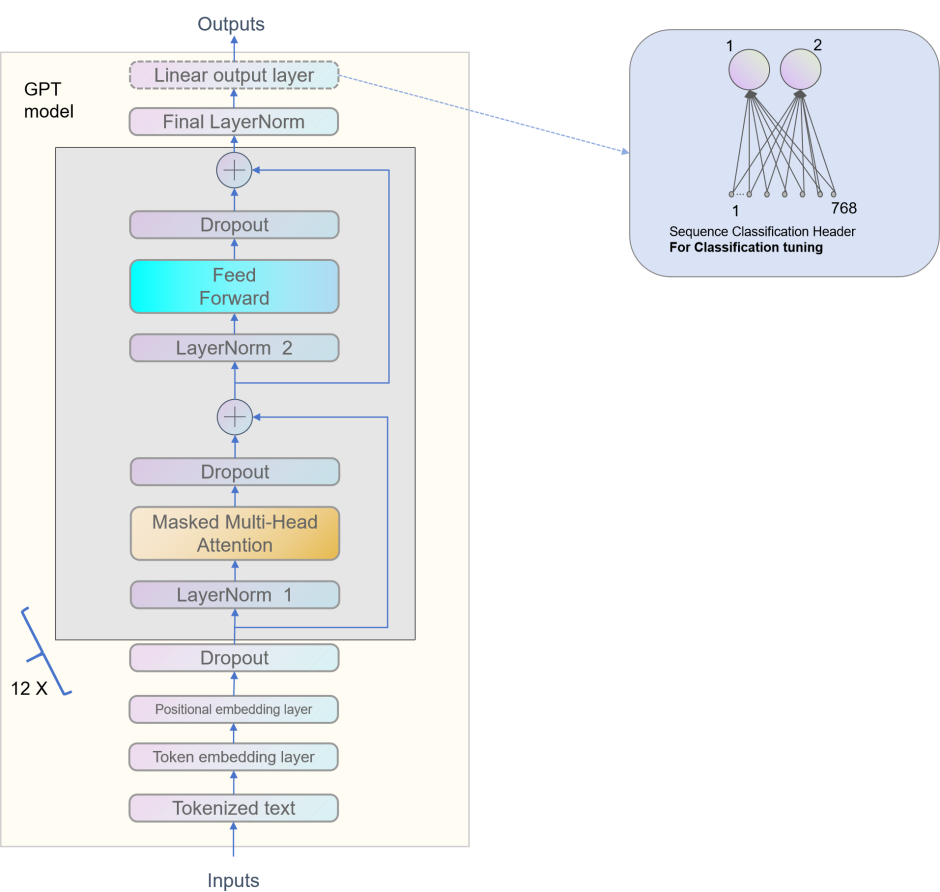 Outputs
GPT
model
Linear output layer
Final LayerNorm
Dropout
Feed
Forward
LayerNorm 2
Dropout
Masked Multi-Head
Attention
LayerNorm 1
Dropout
12 X
Positional embedding layer
Token embedding layer
Tokenized text
Inputs
1 2
1 ... 768
Sequence Classification Header
For Classification tuning